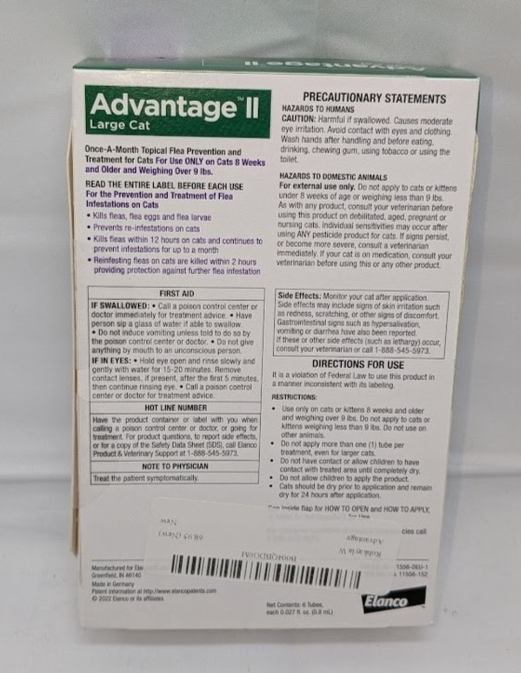 Advantage II
Advantage™ II
Large Cat
Once-A-Month Topical Flea Prevention and
Treatment for Cats For Use ONLY on Cats 8 Weeks
and Older and Weighing Over 9 lbs.
READ THE ENTIRE LABEL BEFORE EACH USE
For the Prevention and Treatment of Flea
Infestations on Cats
• Kills fleas, flea eggs and flea larvae
• Prevents re-infestations on cats
• Kills fleas within 12 hours on cats and continues to
prevent infestations for up to a month
• Reinfesting fleas on cats are killed within 2 hours
providing protection against further flea infestation
FIRST AID
IF SWALLOWED: • Call a poison control center or
doctor immediately for treatment advice. • Have
person sip a glass of water if able to swallow.
• Do not induce vomiting unless told to do so by
the poison control center or doctor. • Do not give
anything by mouth to an unconscious person.
IF IN EYES: • Hold eye open and rinse slowly and
gently with water for 15-20 minutes. Remove
contact lenses, if present, after the first 5 minutes,
then continue rinsing eye. • Call a poison control
center or doctor for treatment advice.
HOT LINE NUMBER
Have the product container or label with you when
calling a poison control center or doctor, or going for
treatment. For product questions, to report side effects,
or for a copy of the Safety Data Sheet (SDS), call Elanco
Product & Veterinary Support at 1-888-545-5973.
NOTE TO PHYSICIAN
Treat the patient symptomatically.
PRECAUTIONARY STATEMENTS
HAZARDS TO HUMANS
CAUTION: Harmful if swallowed. Causes moderate
eye irritation. Avoid contact with eyes and clothing.
Wash hands after handling and before eating,
drinking, chewing gum, using tobacco or using the
toilet.
HAZARDS TO DOMESTIC ANIMALS
For external use only. Do not apply to cats or kittens
under 8 weeks of age or weighing less than 9 lbs.
As with any product, consult your veterinarian before
using this product on debilitated, aged, pregnant or
nursing cats. Individual sensitivities may occur after
using ANY pesticide product for cats. If signs persist,
or become more severe, consult a veterinarian
immediately. If your cat is on medication, consult your
veterinarian before using this or any other product.
Side Effects: Monitor your cat after application.
Side effects may include signs of skin irritation such
as redness, scratching, or other signs of discomfort.
Gastrointestinal signs such as hypersalivation,
vomiting or diarrhea have also been reported.
If these or other side effects (such as lethargy) occur,
consult your veterinarian or call 1-888-545-5973.
DIRECTIONS FOR USE
It is a violation of Federal Law to use this product in
a manner inconsistent with its labeling.
RESTRICTIONS:
• Use only on cats or kittens 8 weeks and older
and weighing over 9 lbs. Do not apply to cats or
kittens weighing less than 9 lbs. Do not use on
other animals.
• Do not apply more than one (1) tube per
treatment, even for larger cats.
• Do not have contact or allow children to have
contact with treated area until completely dry.
• Do not allow children to apply the product.
• Cats should be dry prior to application and remain
dry for 24 hours after application.
inside flap for HOW TO OPEN and HOW TO APPLY.
cies call
New
Advantage
Manufactured for
Greenfield, IN 46140
Made in Germany
Patent information at http://www.elancopatents.com
© 2022 Elanco or its affiliates
Net Contents: 6 Tubes,
each 0.027 fl. oz. (0.8 mL)
Elanco